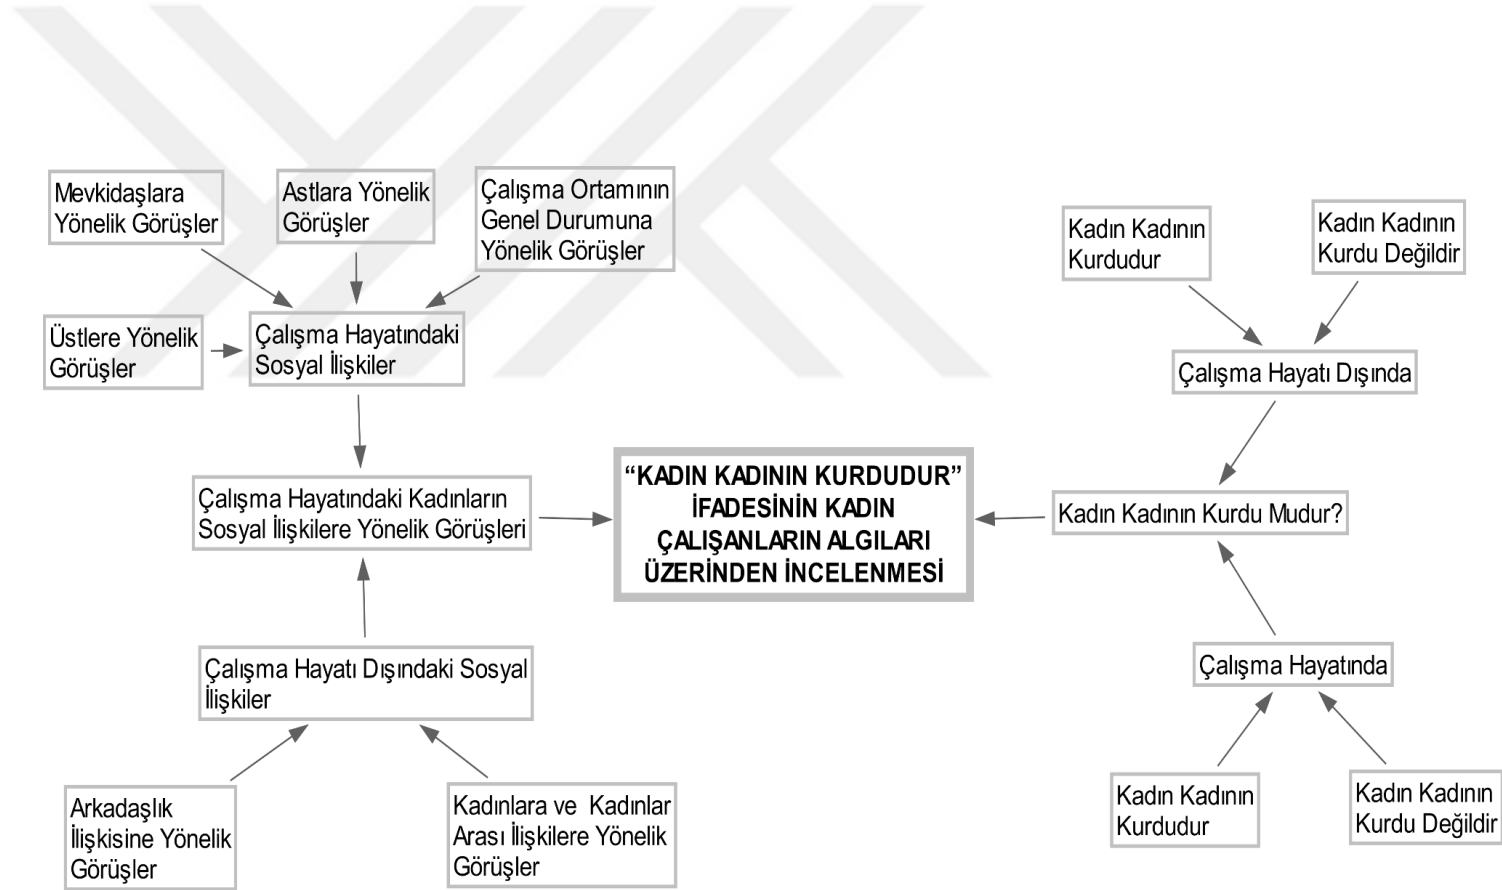 Mevkidaşlara
Yönelik Görüşler
Astlara Yönelik
Görüşler
Çalışma Ortamının
Genel Durumuna
Yönelik Görüşler
Üstlere Yönelik
Görüşler
Çalışma Hayatındaki
Sosyal İlişkiler
Çalışma Hayatındaki Kadınların
Sosyal İlişkilere Yönelik Görüşleri
Çalışma Hayatı Dışındaki Sosyal
İlişkiler
Arkadaşlık
İlişkisine Yönelik
Görüşler
Kadınlara ve Kadınlar
Arası İlişkilere Yönelik
Görüşler
“KADIN KADININ KURDUDUR”
İFADESİNİN KADIN
ÇALIŞANLARIN ALGILARI
ÜZERİNDEN İNCELENMESİ
Kadın Kadının
Kurdudur
Kadın Kadının
Kurdu Değildir
Çalışma Hayatı Dışında
Kadın Kadının Kurdu Mudur?
Çalışma Hayatında
Kadın Kadının
Kurdudur
Kadın Kadının
Kurdu Değildir